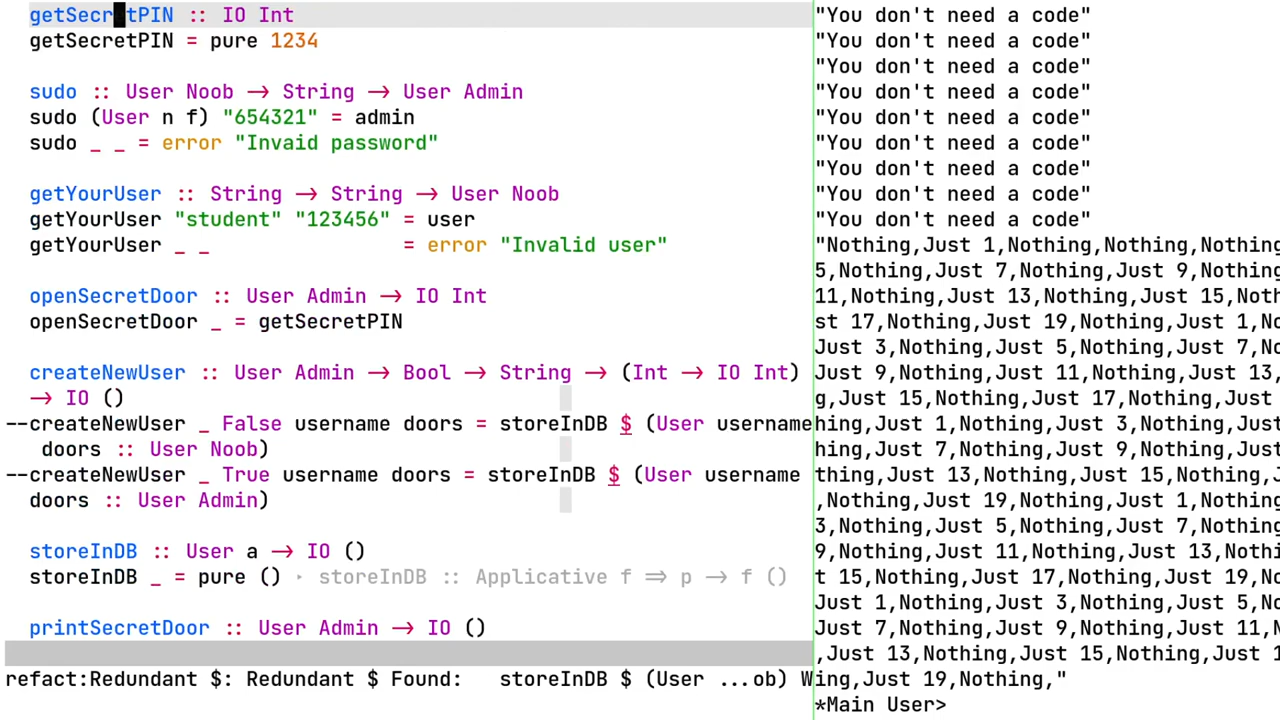 getSecretPIN :: IO Int
getSecretPIN = pure 1234
sudo :: User Noob -> String -> User Admin
sudo (User n f) "654321" = admin
sudo _ _ = error "Invaid password"
getYourUser :: String -> String -> User Noob
getYourUser "student" "123456" = user
getYourUser _ _ = error "Invalid user"
openSecretDoor :: User Admin -> IO Int
openSecretDoor _ = getSecretPIN
createNewUser :: User Admin -> Bool -> String -> (Int -> IO Int)
-> IO ()
--createNewUser _ False username doors = storeInDB $ (User username
doors :: User Noob)
--createNewUser _ True username doors = storeInDB $ (User username
doors :: User Admin)
storeInDB :: User a -> IO ()
storeInDB _ = pure () ‣ storeInDB :: Applicative f => p -> f ()
printSecretDoor :: User Admin -> IO ()
refact:Redundant $: Redundant $ Found: storeInDB $ (User ...ob) W
"You don't need a code"
"You don't need a code"
"You don't need a code"
"You don't need a code"
"You don't need a code"
"You don't need a code"
"You don't need a code"
"You don't need a code"
"You don't need a code"
"Nothing,Just 1,Nothing,Nothing,Nothing
5,Nothing,Just 7,Nothing,Just 9,Nothing
11,Nothing,Just 13,Nothing,Just 15,Noth
st 17,Nothing,Just 19,Nothing,Just 1,No
Just 3,Nothing,Just 5,Nothing,Just 7,No
Just 9,Nothing,Just 11,Nothing,Just 13,
g,Just 15,Nothing,Just 17,Nothing,Just
hing,Just 1,Nothing,Just 3,Nothing,Just
hing,Just 7,Nothing,Just 9,Nothing,Just
thing,Just 13,Nothing,Just 15,Nothing,J
,Nothing,Just 19,Nothing,Just 1,Nothing
3,Nothing,Just 5,Nothing,Just 7,Nothing
9,Nothing,Just 11,Nothing,Just 13,Nothi
t 15,Nothing,Just 17,Nothing,Just 19,No
Just 1,Nothing,Just 3,Nothing,Just 5,No
Just 7,Nothing,Just 9,Nothing,Just 11,N
,Just 13,Nothing,Just 15,Nothing,Just 1
ing,Just 19,Nothing,"
*Main User>